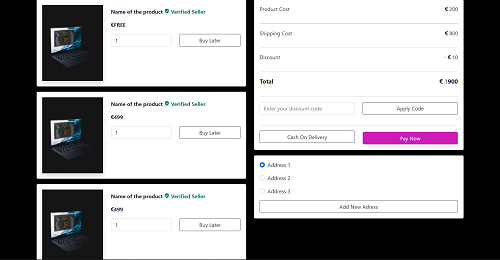 Name of the product Verified Seller
€FREE
1
Buy Later
Name of the product Verified Seller
€499
1
Buy Later
Name of the product Verified Seller
€499
1
Buy Later
Product Cost € 200
Shipping Cost € 800
Discount - € 10
Total € 1900
Enter your discount code
Apply Code
Cash On Delivery
Pay Now
Address 1
Address 2
Address 3
Add New Adress